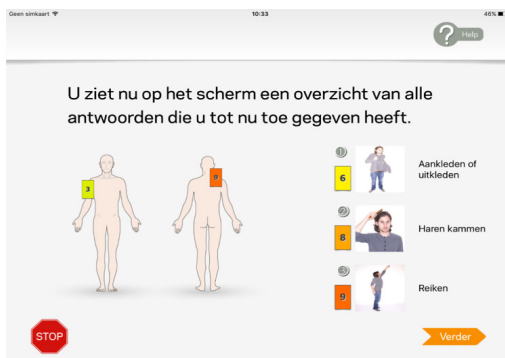 Geen simkaart 10:33 46%
Help
U ziet nu op het scherm een overzicht van alle
antwoorden die u tot nu toe gegeven heeft.
3
9
1
6
Aankleden of
uitkleden
2
8
Haren kammen
3
9
Reiken
STOP
Verder